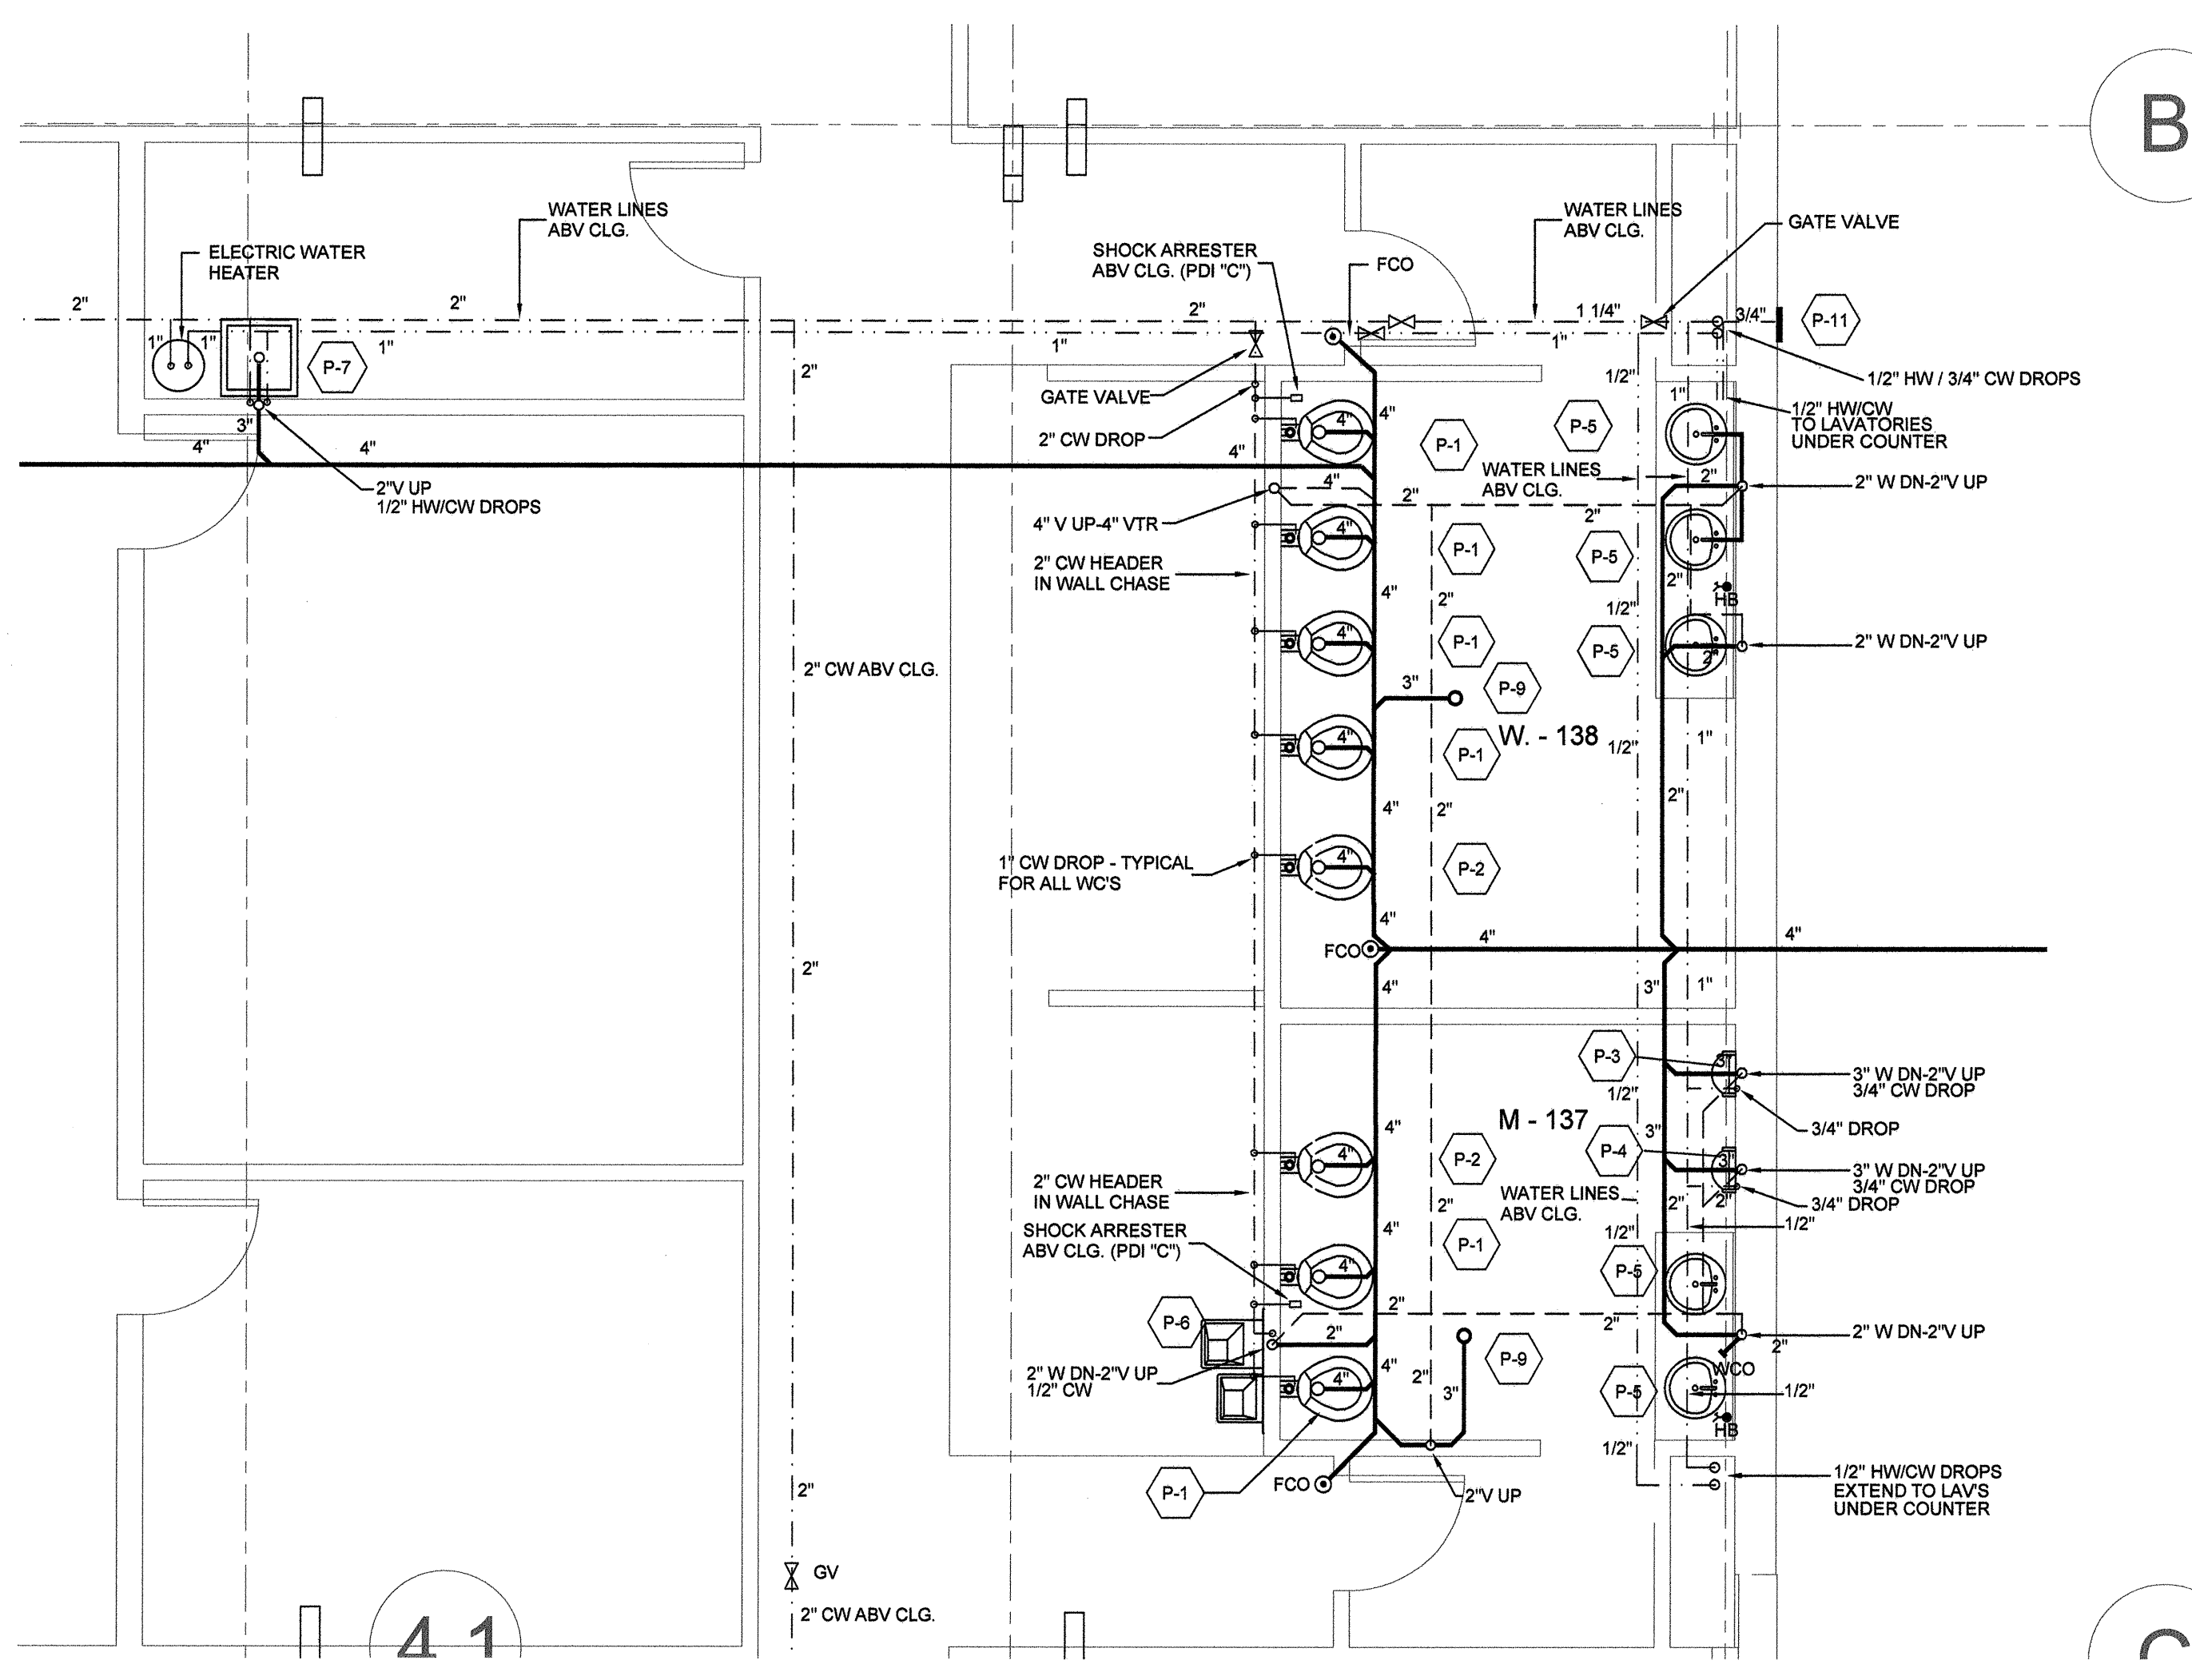 B
WATER LINES
ABV CLG.
WATER LINES
ABV CLG.
GATE VALVE
ELECTRIC WATER
HEATER
SHOCK ARRESTER
ABV CLG. (PDI "C")
FCO
2"
2"
2"
1 1/4"
3/4"
P-11
1"
1"
P-7
1"
1"
1"
2"
1/2"
1/2" HW / 3/4" CW DROPS
GATE VALVE
1"
1/2" HW/CW
TO LAVATORIES
UNDER COUNTER
4"
4"
P-5
P-1
2" CW DROP
3"
4"
4"
4"
WATER LINES
ABV CLG.
2"
2" W DN-2"V UP
2"V UP
1/2" HW/CW DROPS
4"
2"
2"
4" V UP-4" VTR
4"
P-1
P-5
2" CW HEADER
IN WALL CHASE
4"
2"
2"
HB
1/2"
4"
P-1
P-5
2"
2" W DN-2"V UP
2" CW ABV CLG.
3"
P-9
W. - 138
1/2"
1"
4"
P-1
4"
2"
2"
4"
P-2
1" CW DROP - TYPICAL
FOR ALL WC'S
4"
FCO
4"
4"
2"
4"
3"
1"
P-3
3"
3" W DN-2"V UP
3/4" CW DROP
1/2"
M - 137
3/4" DROP
4"
3"
4"
P-2
P-4
3"
3" W DN-2"V UP
3/4" CW DROP
2" CW HEADER
IN WALL CHASE
WATER LINES
ABV CLG.
2"
2"
2"
3/4" DROP
SHOCK ARRESTER
ABV CLG. (PDI "C")
4"
P-1
1/2"
1/2"
4"
P-5
P-6
2"
2"
2"
2" W DN-2"V UP
2"
WCO
2" W DN-2"V UP
1/2" CW
4"
4"
2"
3"
P-9
P-5
1/2"
HB
1/2"
P-1
FCO
2"
2"V UP
1/2" HW/CW DROPS
EXTEND TO LAV'S
UNDER COUNTER
GV
2" CW ABV CLG.
4.1